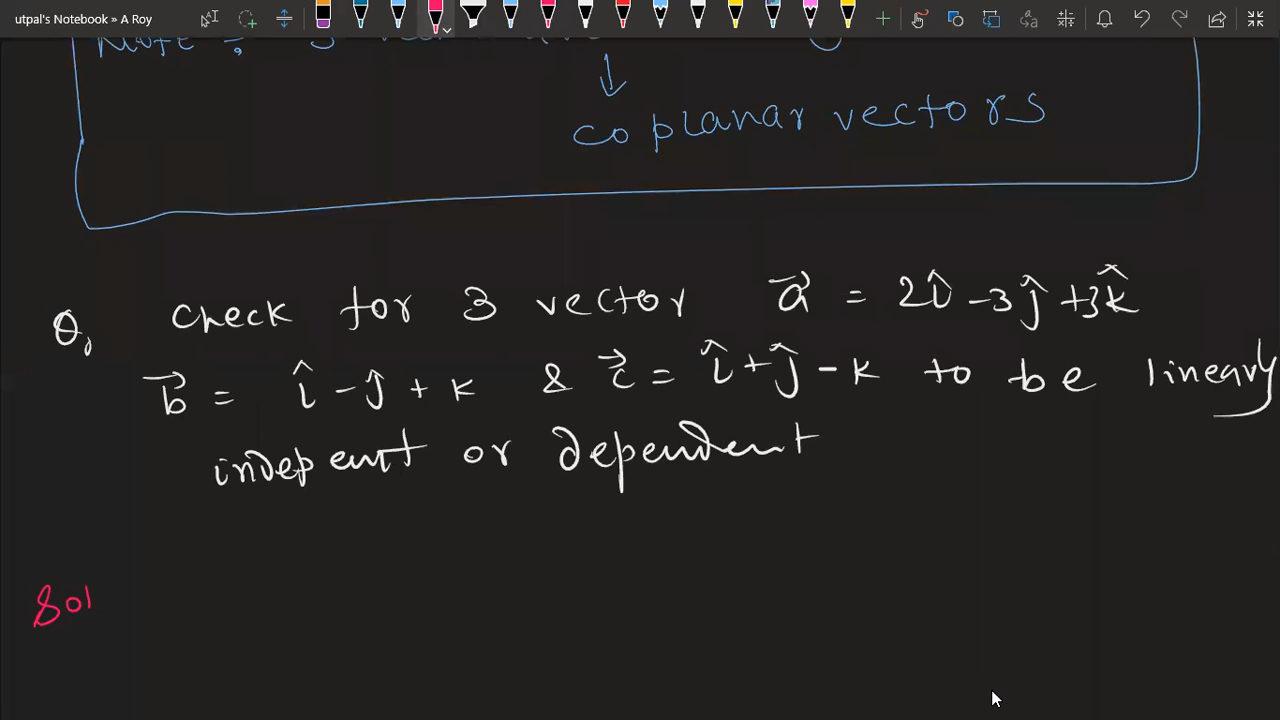 utpal's Notebook » A Roy
Note :
coplanar vectors
Q. Check for 3 vector a⃗ = 2î -3ĵ +3k̂
b⃗ = î - ĵ + k & c⃗ = î + ĵ - k to be linearly
indepent or dependent
sol